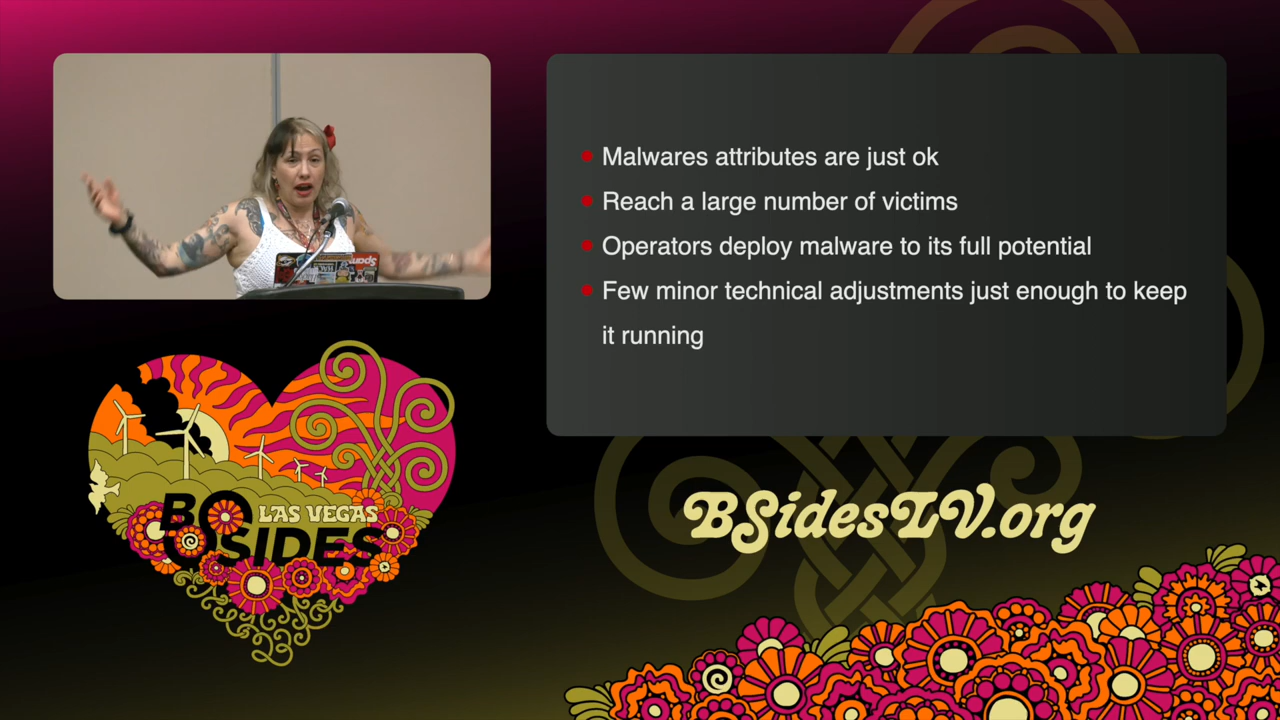 Malwares attributes are just ok
Reach a large number of victims
Operators deploy malware to its full potential
Few minor technical adjustments just enough to keep
it running
LAS VEGAS
BSIDES
BSidesLV.org